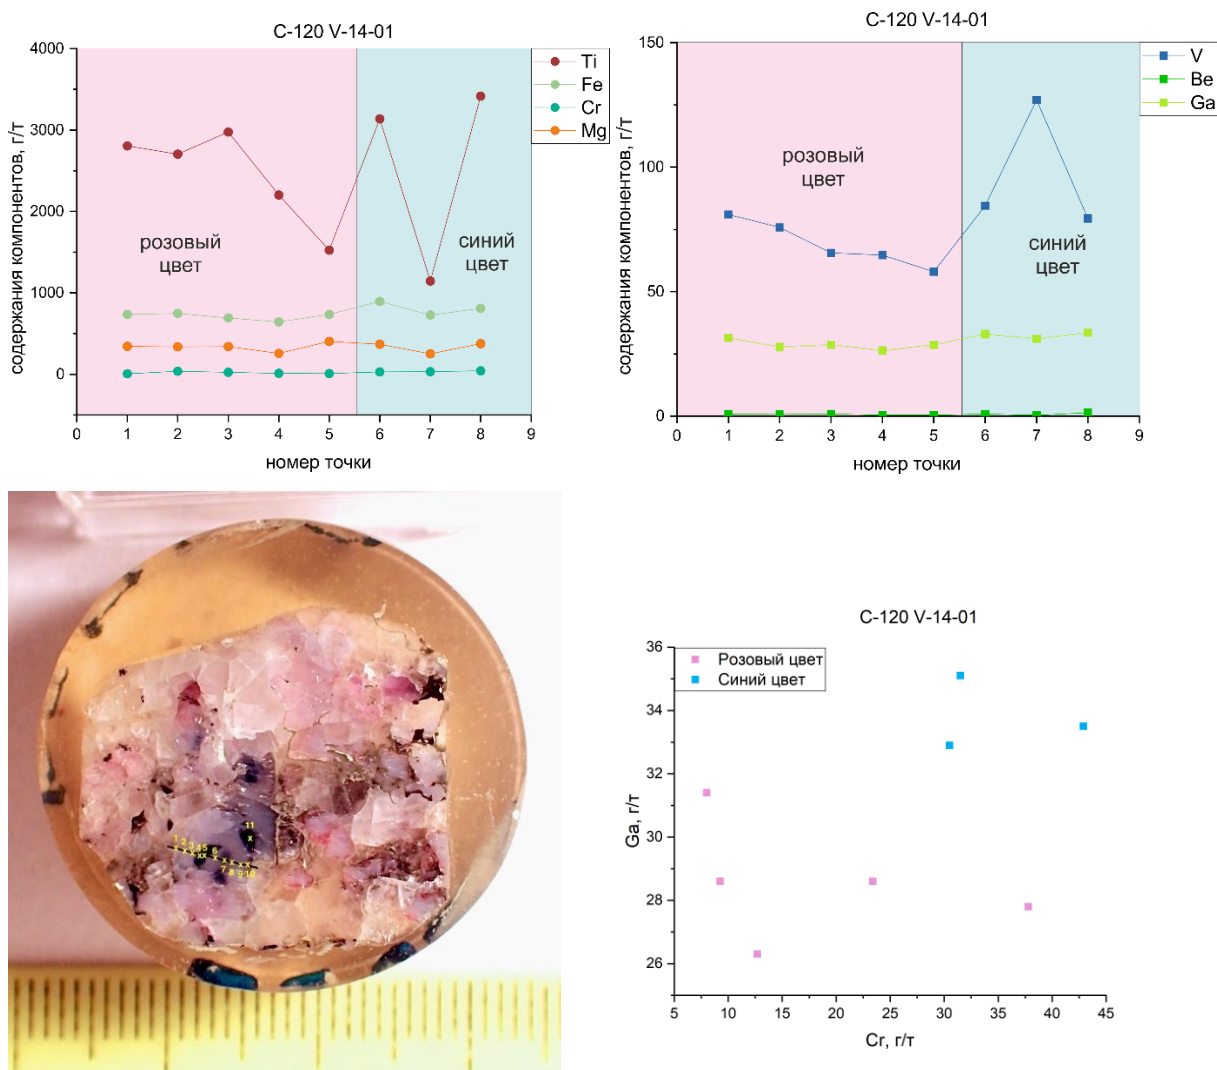 C-120 V-14-01
4000
3000
2000
1000
0
0 1 2 3 4 5 6 7 8 9
содержания компонентов, г/т
номер точки
розовый
цвет
синий
цвет
Ti
Fe
Cr
Mg
C-120 V-14-01
150
100
50
0
0 1 2 3 4 5 6 7 8 9
содержания компонентов, г/т
номер точки
розовый
цвет
синий
цвет
V
Be
Ga
1 2 3 4 5 6
7 8 9 10
11
C-120 V-14-01
Розовый цвет
Синий цвет
36
34
32
30
28
26
5 10 15 20 25 30 35 40 45
Ga, г/т
Cr, г/т